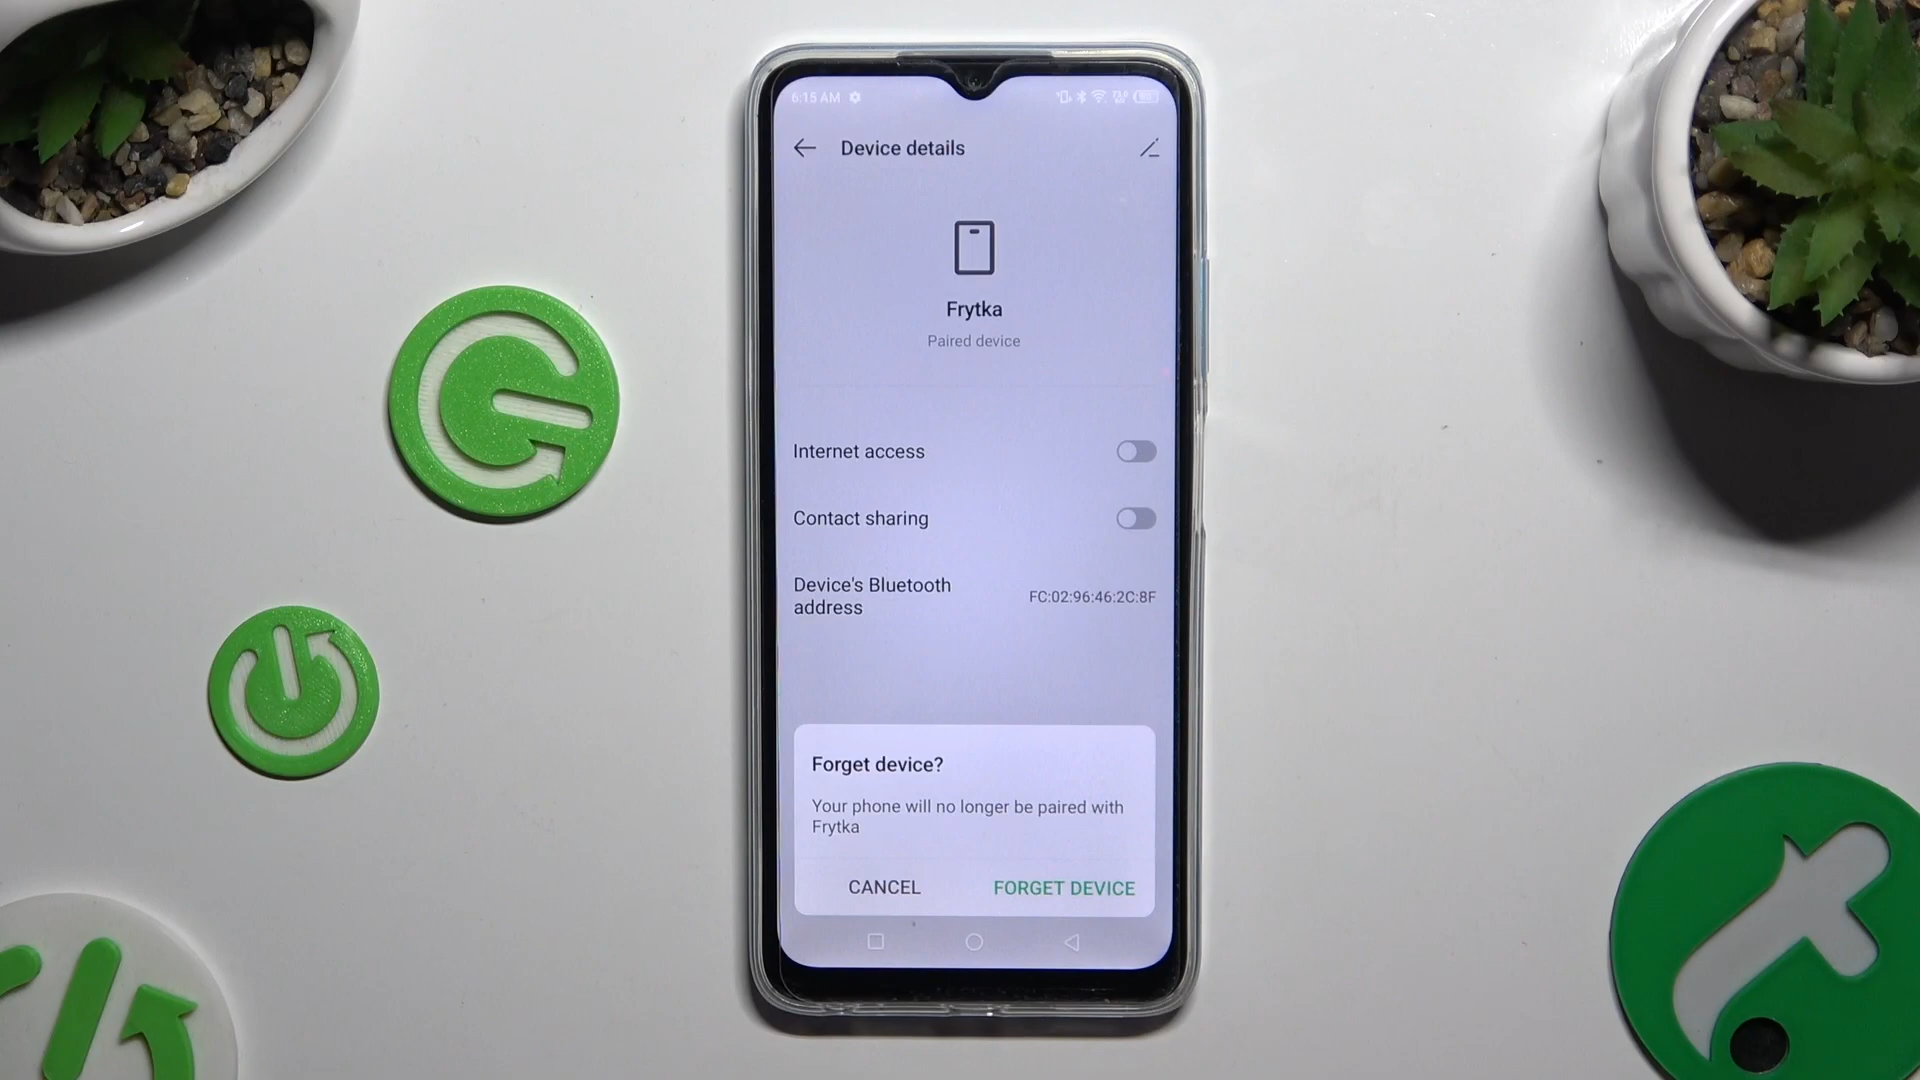 6:15 AM
Device details
Frytka
Paired device
Internet access
Contact sharing
Device's Bluetooth
address
FC:02:96:46:2C:8F
Forget device?
Your phone will no longer be paired with
Frytka
CANCEL
FORGET DEVICE